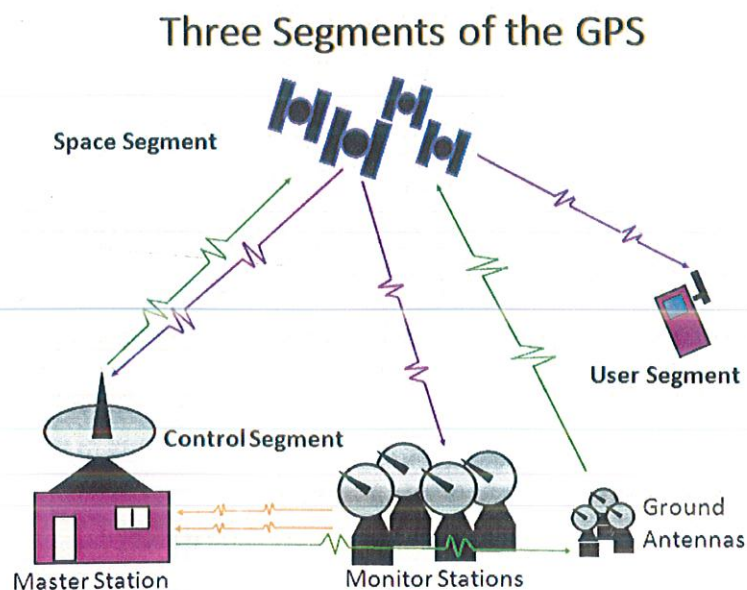 Three Segments of the GPS
Space Segment
User Segment
Control Segment
Ground
Antennas
Master Station
Monitor Stations